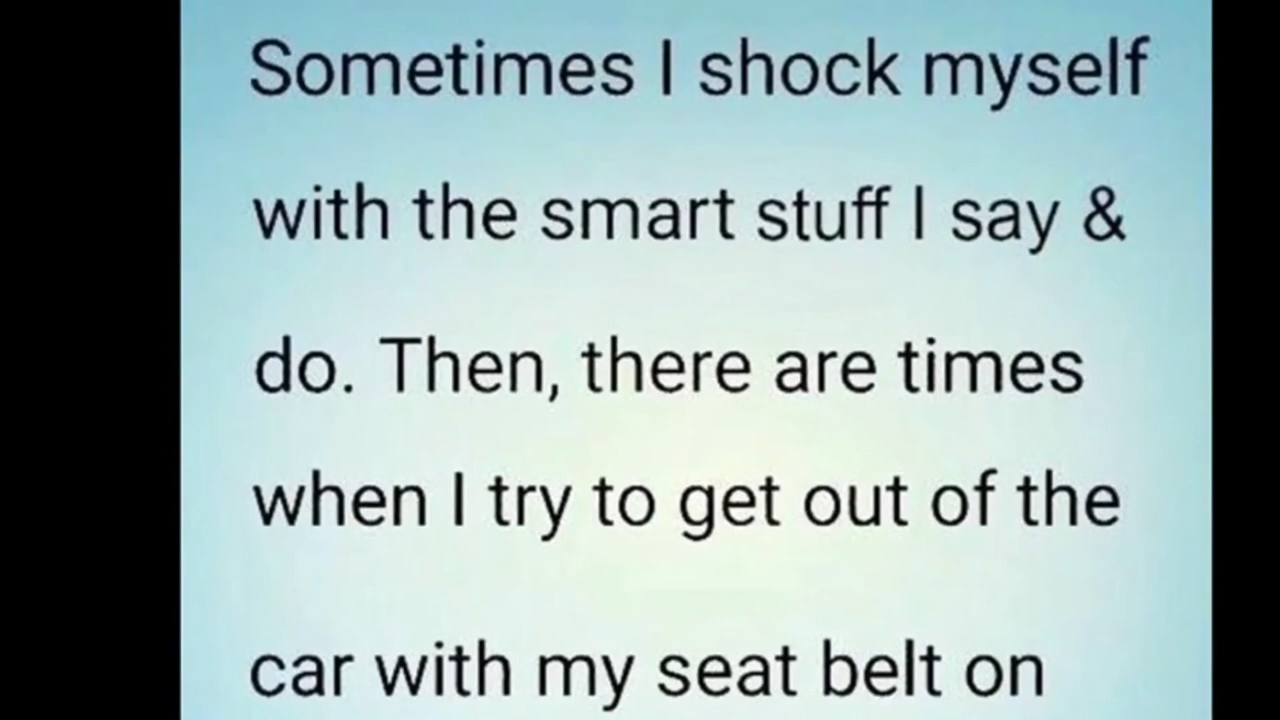 Sometimes I shock myself
with the smart stuff I say &
do. Then, there are times
when I try to get out of the
car with my seat belt on